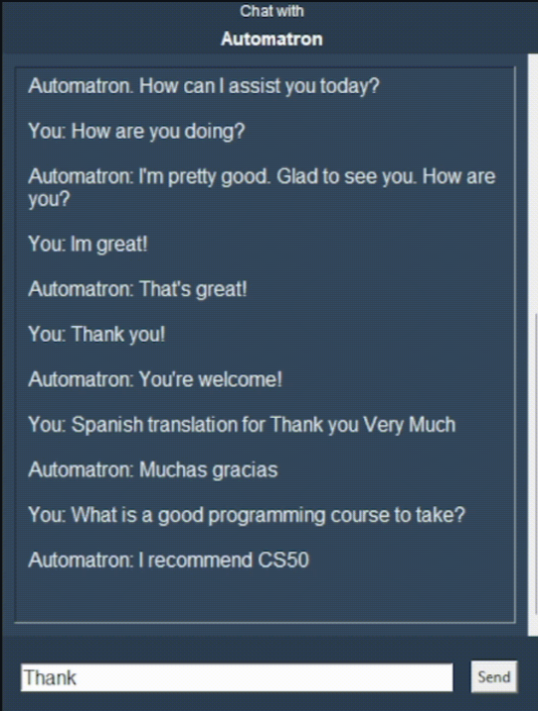 Chat with
Automatron
Automatron. How can I assist you today?
You: How are you doing?
Automatron: I'm pretty good. Glad to see you. How are
you?
You: Im great!
Automatron: That's great!
You: Thank you!
Automatron: You're welcome!
You: Spanish translation for Thank you Very Much
Automatron: Muchas gracias
You: What is a good programming course to take?
Automatron: I recommend CS50
Thank
Send